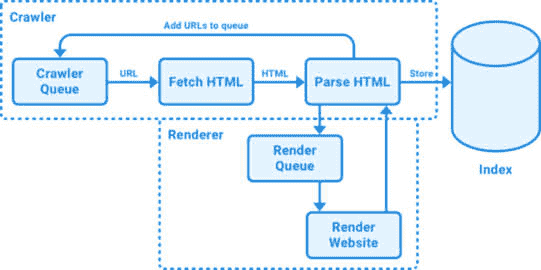 Crawler
Add URLs to queue
Crawler
Queue
URL
Fetch HTML
HTML
Parse HTML
Store
Index
Renderer
Render
Queue
Render
Website